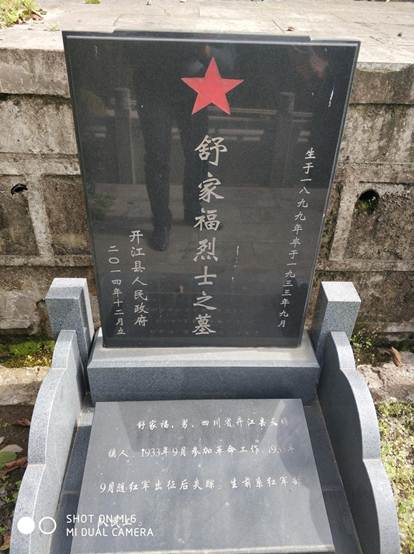 生于一八九九年卒于一九三三年九月
舒家福烈士之墓
开江县人民政府
二〇一四年十二月立
舒家福，男，四川省开江县
镇人，1933年9月参加革命工作，19
9月随红军出征后失踪，生前系红军
SHOT ON MI 6
MI DUAL CAMERA